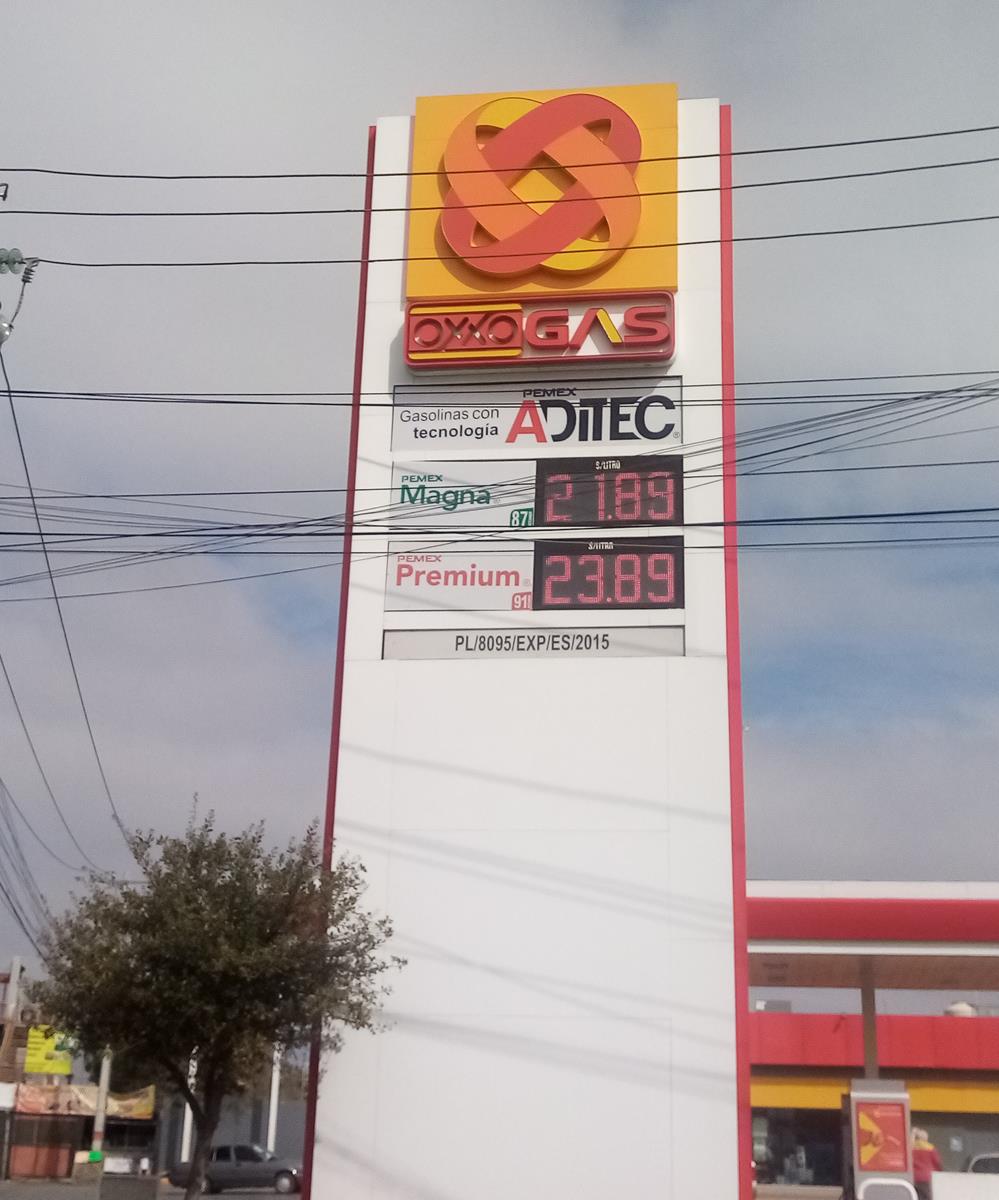 OXXO GAS
PEMEX
Gasolinas con
tecnología
ADITEC®
$/LITRO
PEMEX
Magna®
87
21.89
$/LITRO
PEMEX
Premium®
91
23.89
PL/8095/EXP/ES/2015